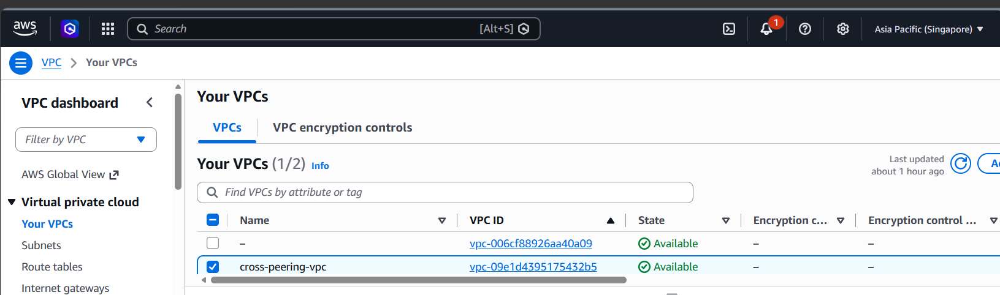 aws
Search
[Alt+S]
1
Asia Pacific (Singapore)
VPC
Your VPCs
VPC dashboard
Filter by VPC
AWS Global View
Virtual private cloud
Your VPCs
Subnets
Route tables
Internet gateways
Your VPCs
VPCs
VPC encryption controls
Your VPCs (1/2) Info
Last updated
about 1 hour ago
Find VPCs by attribute or tag
Name VPC ID State Encryption c... Encryption control ...
– vpc-006cf88926aa40a09 Available – –
cross-peering-vpc vpc-09e1d4395175432b5 Available – –